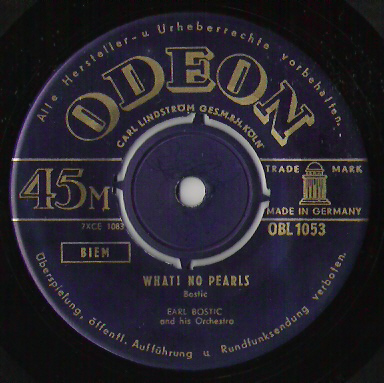 Alle Hersteller-u Urheberrechte vorbehalten..
ODEON
CARL LINDSTRÖM GES.M.B.H. KÖLN
45M
TRADE MARK
MADE IN GERMANY
7XCE 1083
OBL 1053
BIEM
WHAT! NO PEARLS
Bostic
EARL BOSTIC
and his Orchestra
Überspielung, öffentl. Aufführung u Rundfunksendung verboten.